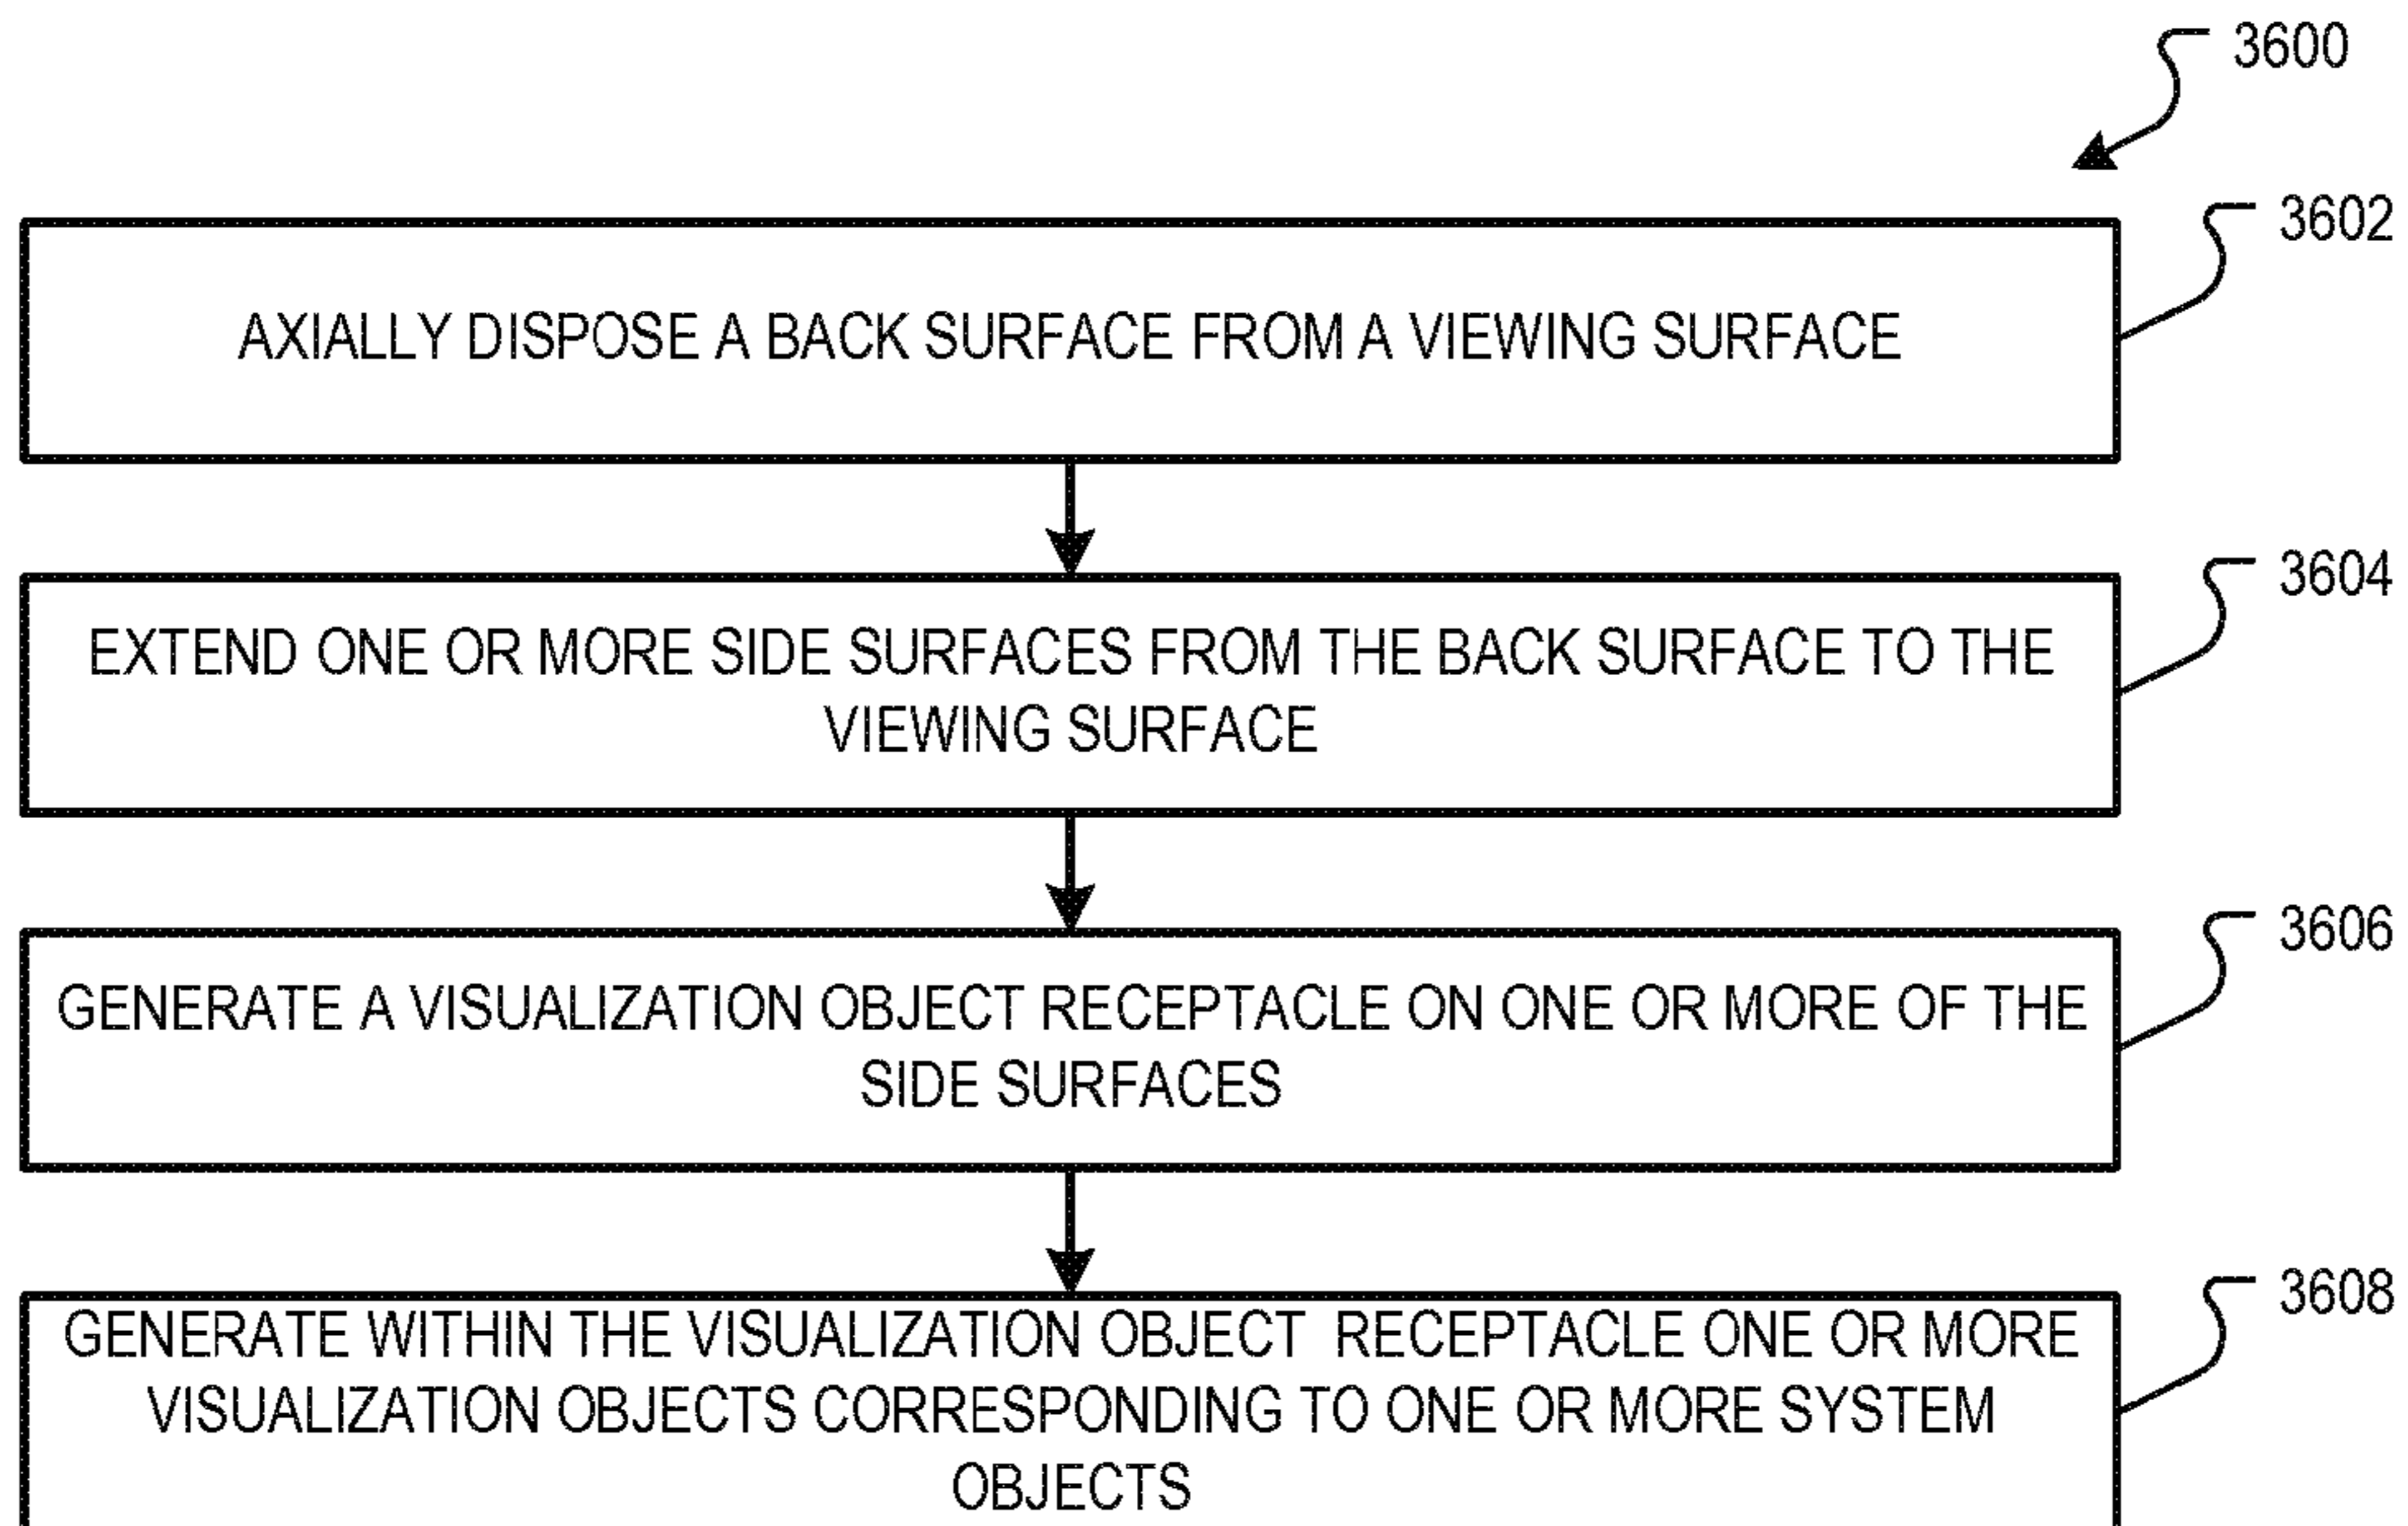 3600
3602
AXIALLY DISPOSE A BACK SURFACE FROM A VIEWING SURFACE
3604
EXTEND ONE OR MORE SIDE SURFACES FROM THE BACK SURFACE TO THE
VIEWING SURFACE
3606
GENERATE A VISUALIZATION OBJECT RECEPTACLE ON ONE OR MORE OF THE
SIDE SURFACES
3608
GENERATE WITHIN THE VISUALIZATION OBJECT RECEPTACLE ONE OR MORE
VISUALIZATION OBJECTS CORRESPONDING TO ONE OR MORE SYSTEM
OBJECTS